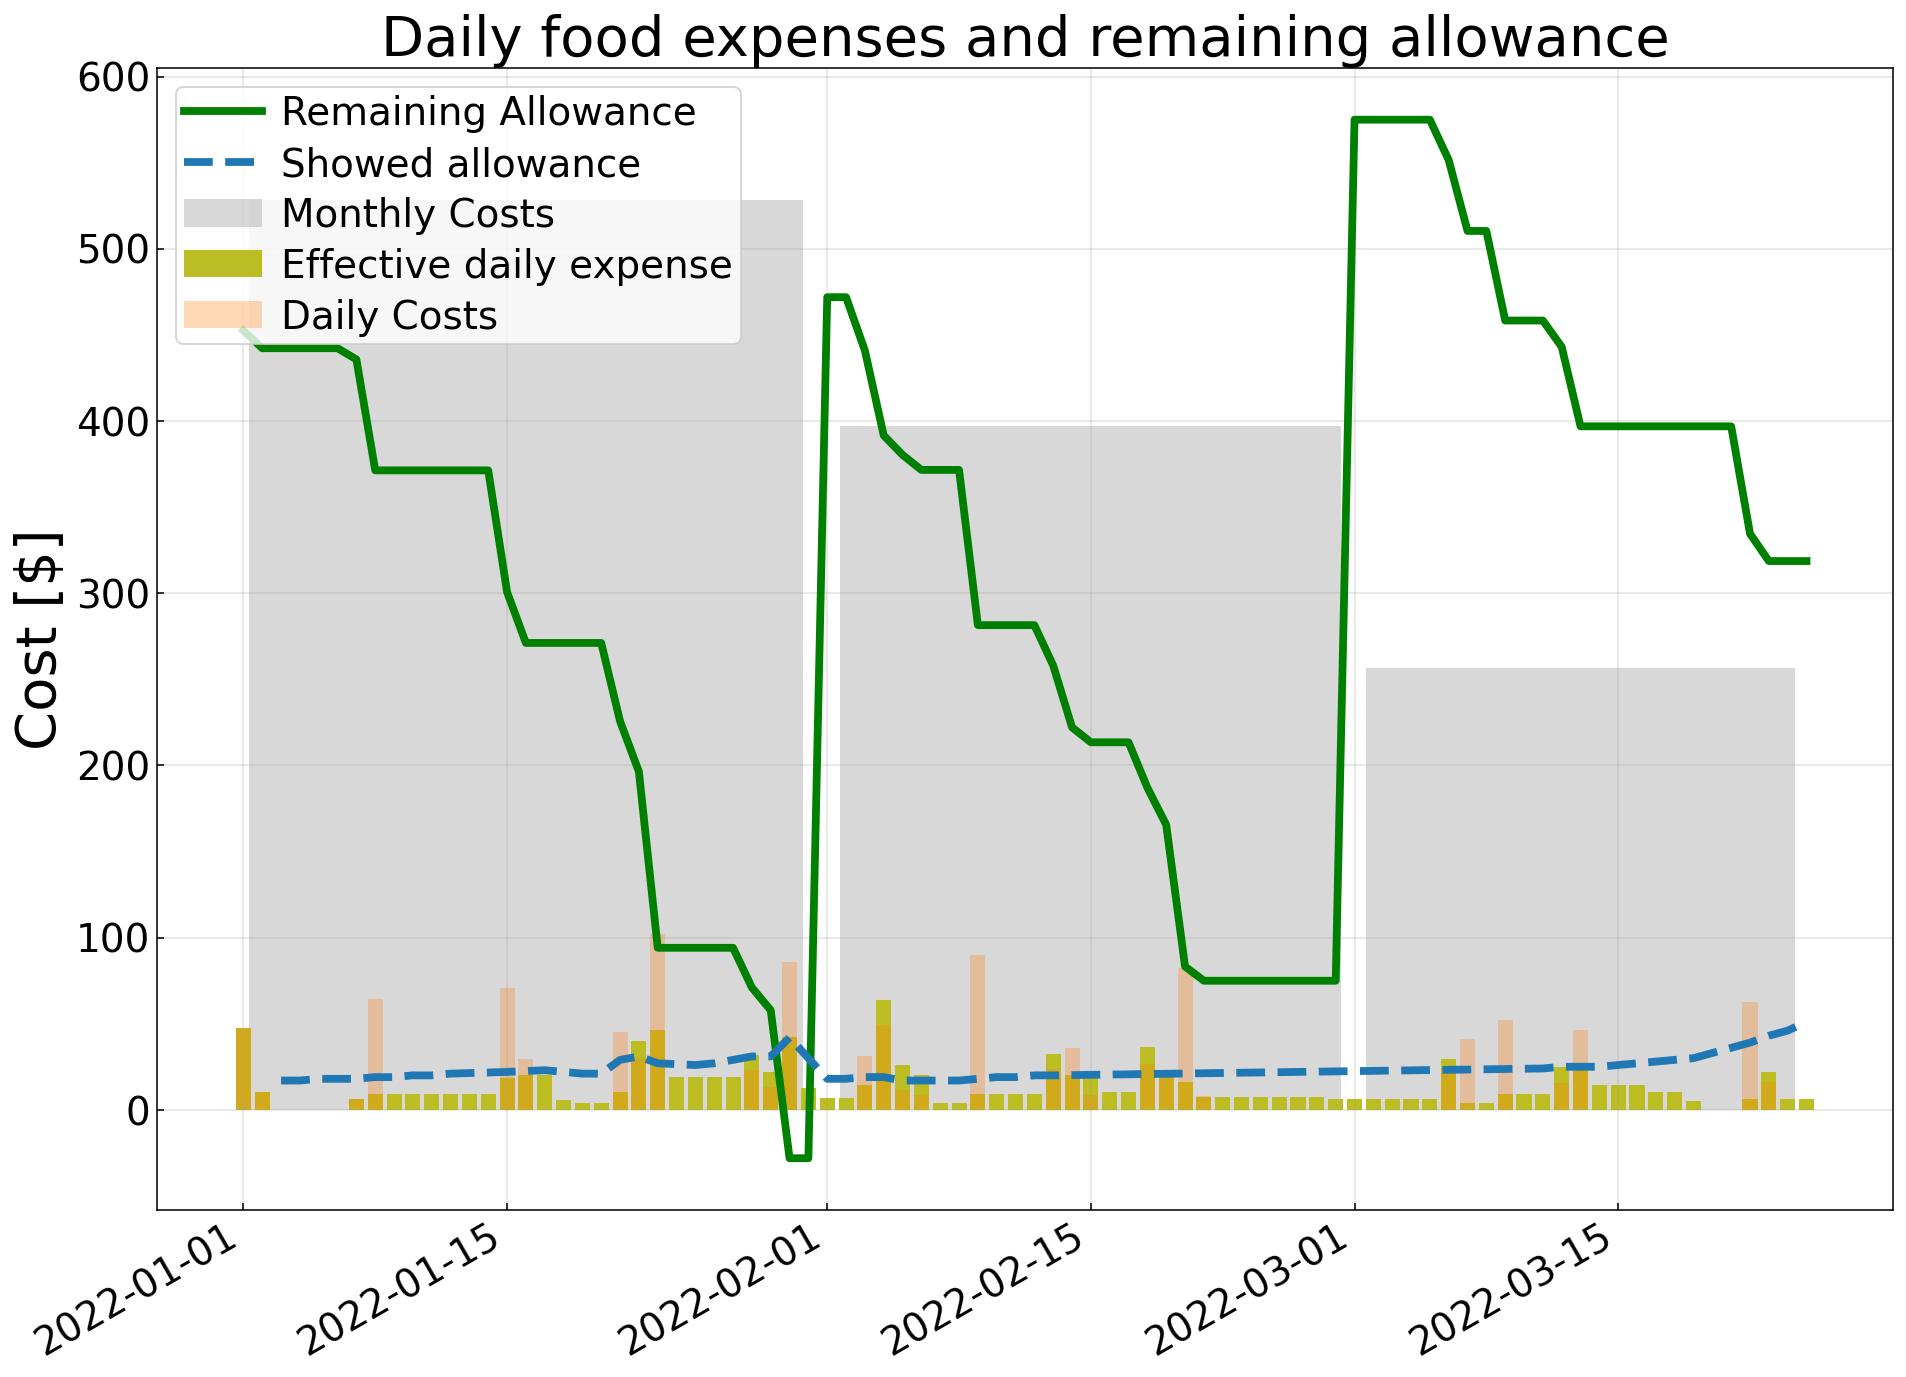 Daily food expenses and remaining allowance
600
500
400
300
200
100
0
Cost [$]
Remaining Allowance
Showed allowance
Monthly Costs
Effective daily expense
Daily Costs
2022-01-01
2022-01-15
2022-02-01
2022-02-15
2022-03-01
2022-03-15